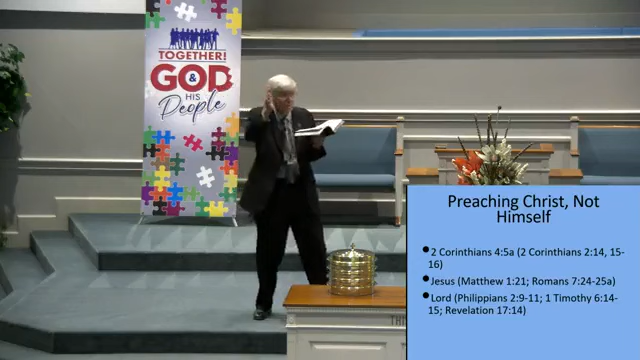 TOGETHER!
GOD
&
HIS
People
Preaching Christ, Not
Himself
•2 Corinthians 4:5a (2 Corinthians 2:14, 15-
16)
•Jesus (Matthew 1:21; Romans 7:24-25a)
•Lord (Philippians 2:9-11; 1 Timothy 6:14-
15; Revelation 17:14)
THI